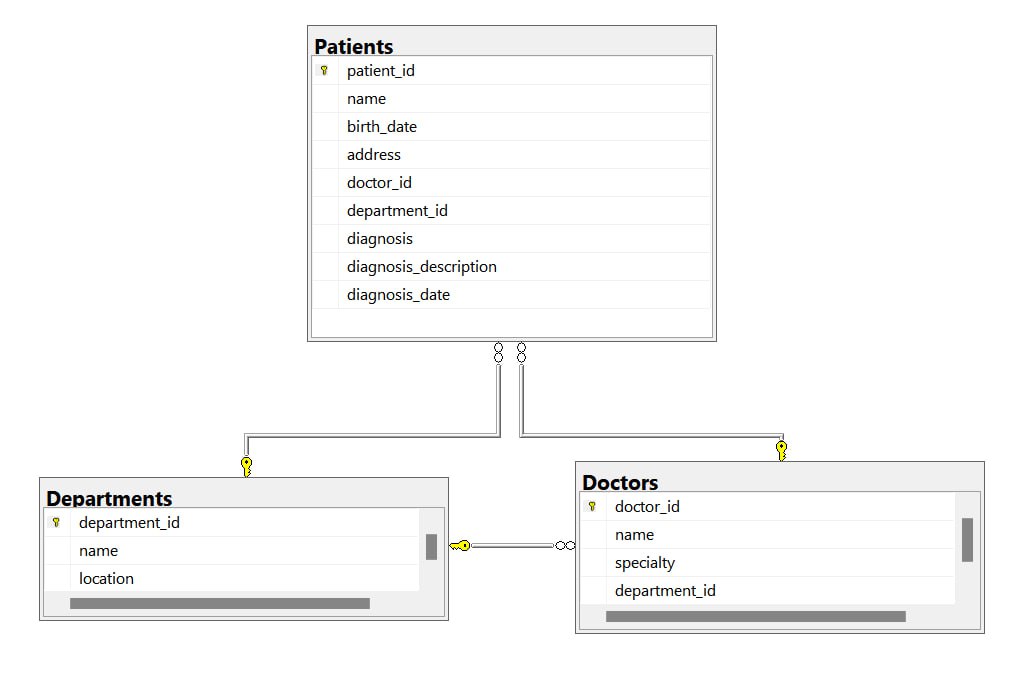 Patients
patient_id
name
birth_date
address
doctor_id
department_id
diagnosis
diagnosis_description
diagnosis_date
Departments
department_id
name
location
Doctors
doctor_id
name
specialty
department_id